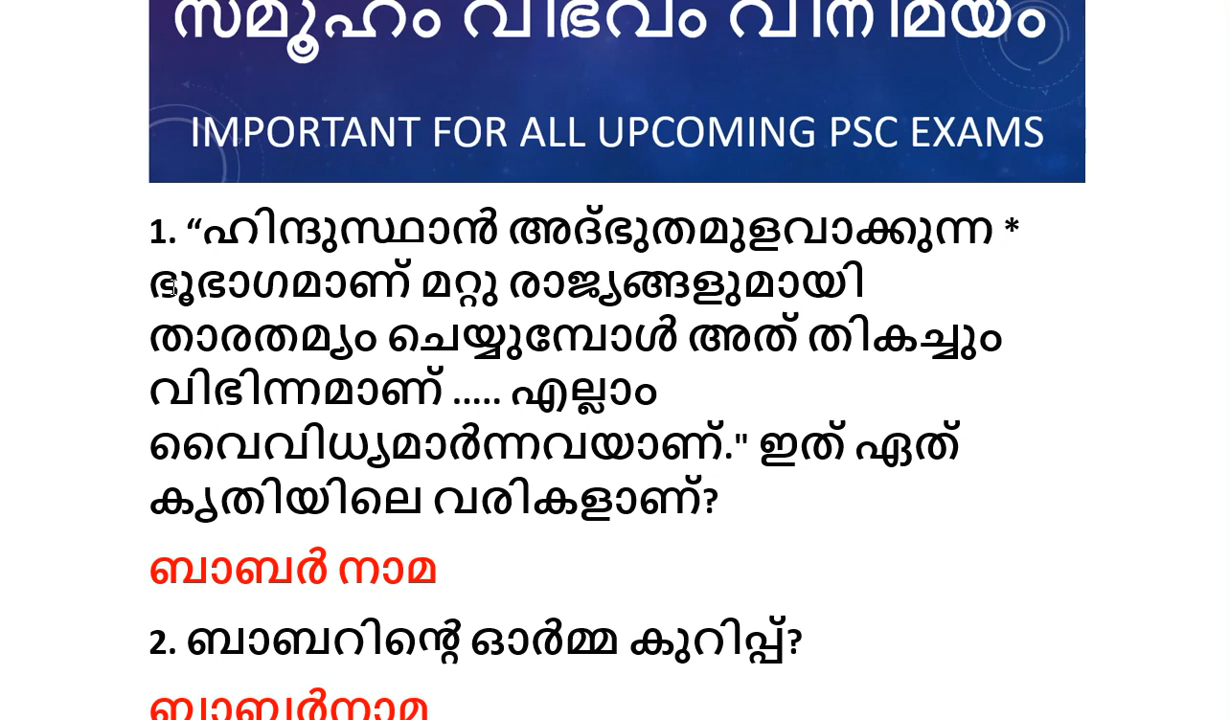 സമൂഹം വിഭവം വിനിമയം
IMPORTANT FOR ALL UPCOMING PSC EXAMS
1. “ഹിന്ദുസ്ഥാൻ അദ്ഭുതമുളവാക്കുന്ന *
ഭൂഭാഗമാണ് മറ്റു രാജ്യങ്ങളുമായി
താരതമ്യം ചെയ്യുമ്പോൾ അത് തികച്ചും
വിഭിന്നമാണ് ..... എല്ലാം
വൈവിധ്യമാർന്നവയാണ്." ഇത് ഏത്
കൃതിയിലെ വരികളാണ്?
ബാബർ നാമ
2. ബാബറിന്റെ ഓർമ്മ കുറിപ്പ്?
ബാബർനാമ